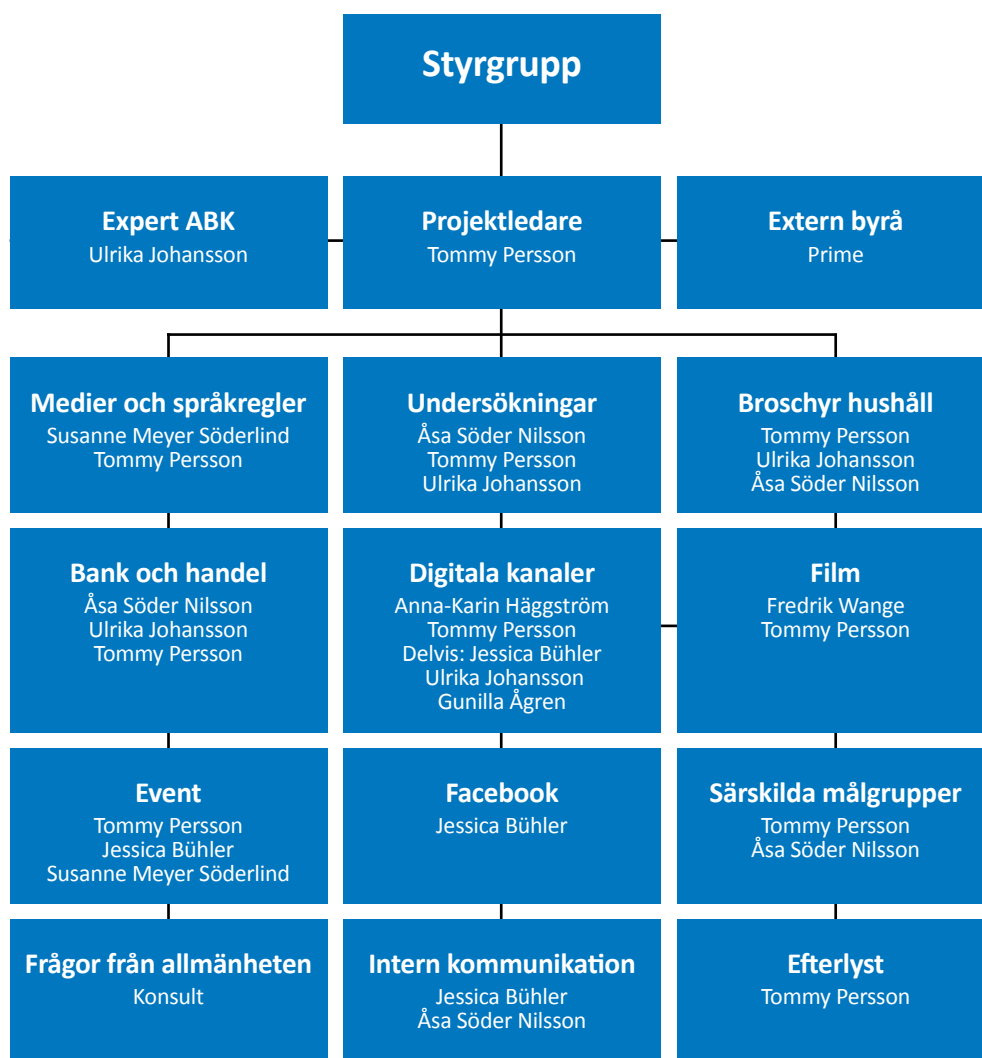 Styrgrupp
Expert ABK
Ulrika Johansson
Projektledare
Tommy Persson
Extern byrå
Prime
Medier och språkregler
Susanne Meyer Söderlind
Tommy Persson
Undersökningar
Åsa Söder Nilsson
Tommy Persson
Ulrika Johansson
Broschyr hushåll
Tommy Persson
Ulrika Johansson
Åsa Söder Nilsson
Bank och handel
Åsa Söder Nilsson
Ulrika Johansson
Tommy Persson
Digitala kanaler
Anna-Karin Häggström
Tommy Persson
Delvis: Jessica Bühler
Ulrika Johansson
Gunilla Ågren
Film
Fredrik Wange
Tommy Persson
Event
Tommy Persson
Jessica Bühler
Susanne Meyer Söderlind
Facebook
Jessica Bühler
Särskilda målgrupper
Tommy Persson
Åsa Söder Nilsson
Frågor från allmänheten
Konsult
Intern kommunikation
Jessica Bühler
Åsa Söder Nilsson
Efterlyst
Tommy Persson